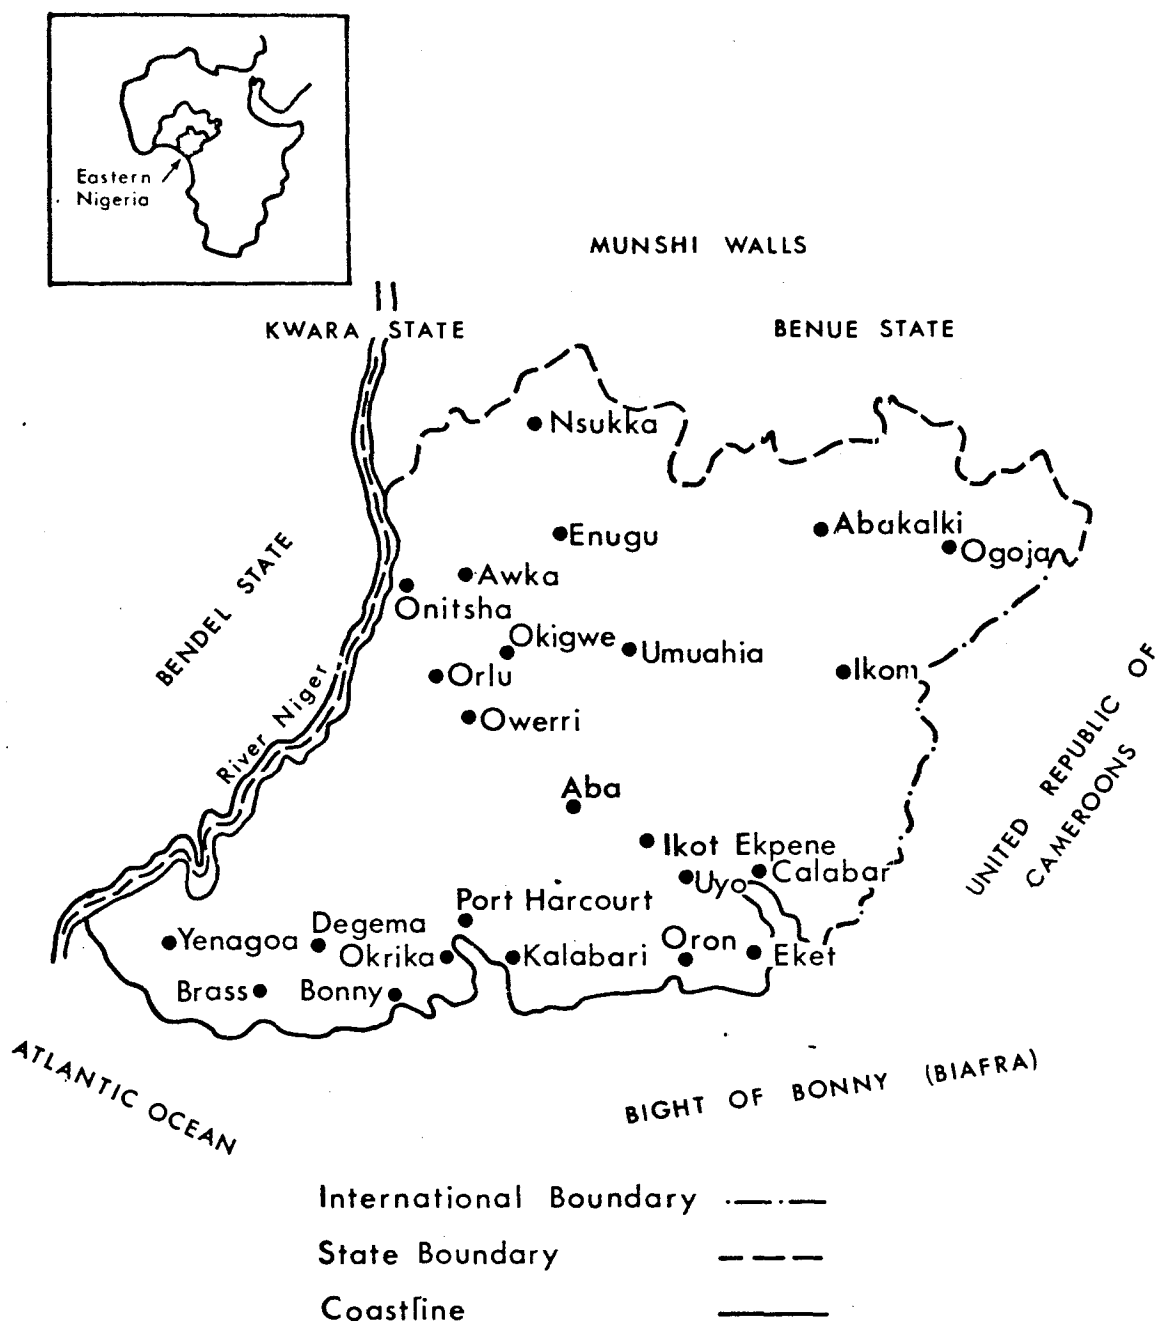 Eastern
Nigeria
MUNSHI WALLS
KWARA STATE
BENUE STATE
Nsukka
Enugu
Abakalki
Ogoja
BENDEL STATE
Awka
Onitsha
Okigwe
Umuahia
Orlu
Ikom
Owerri
River Niger
UNITED REPUBLIC OF
CAMEROONS
Aba
Ikot Ekpene
Uyo
Calabar
Port Harcourt
Degema
Yenagoa
Okrika
Kalabari
Oron
Eket
Brass
Bonny
ATLANTIC OCEAN
BIGHT OF BONNY (BIAFRA)
International Boundary
State Boundary
Coastline